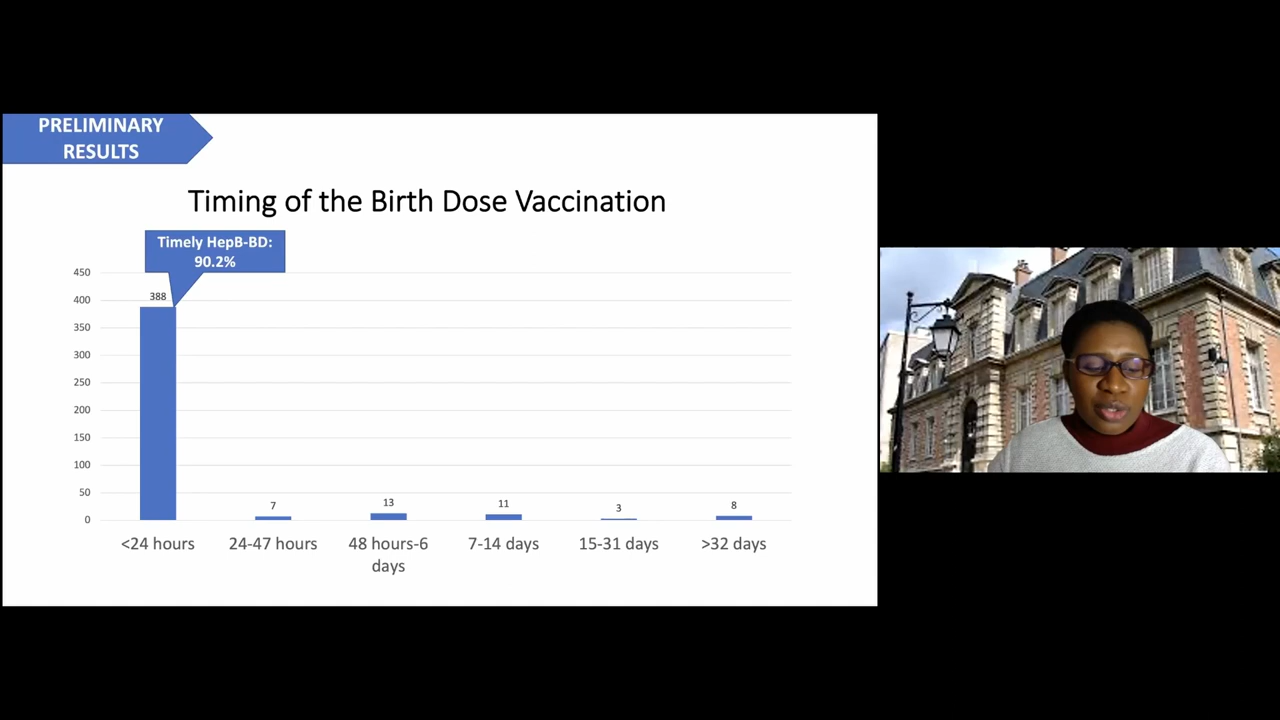 PRELIMINARY
RESULTS
Timing of the Birth Dose Vaccination
Timely HepB-BD:
90.2%
450
400
350
300
250
200
150
100
50
0
388
7
13
11
3
8
<24 hours
24-47 hours
48 hours-6
days
7-14 days
15-31 days
>32 days